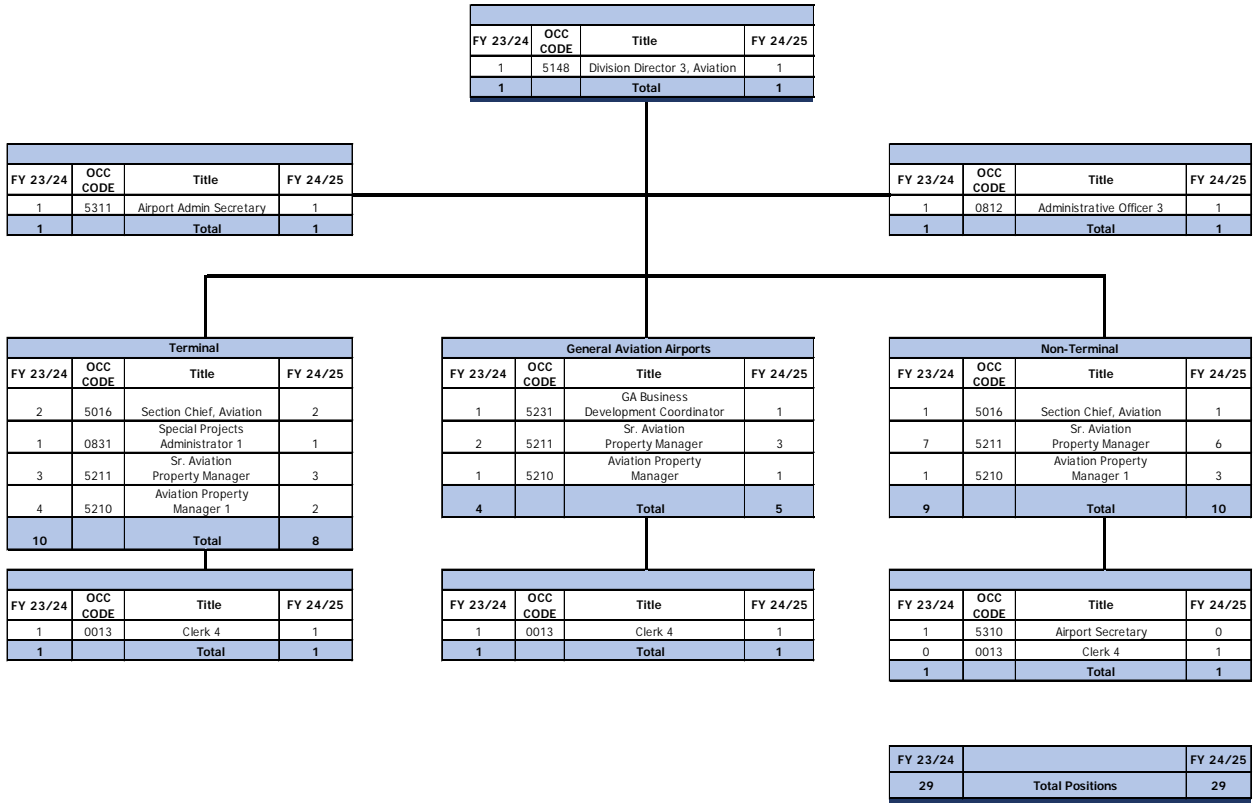 FY 23/24 OCC CODE Title FY 24/25
1 5148 Division Director 3, Aviation 1
1 Total 1
FY 23/24 OCC CODE Title FY 24/25
1 5311 Airport Admin Secretary 1
1 Total 1
FY 23/24 OCC CODE Title FY 24/25
1 0812 Administrative Officer 3 1
1 Total 1
Terminal
FY 23/24 OCC CODE Title FY 24/25
2 5016 Section Chief, Aviation 2
Special Projects
1 0831 Administrator 1 1
Sr. Aviation
3 5211 Property Manager 3
Aviation Property
4 5210 Manager 1 2
10 Total 8
General Aviation Airports
FY 23/24 OCC CODE Title FY 24/25
GA Business
1 5231 Development Coordinator 1
Sr. Aviation
2 5211 Property Manager 3
Aviation Property
1 5210 Manager 1
4 Total 5
Non-Terminal
FY 23/24 OCC CODE Title FY 24/25
1 5016 Section Chief, Aviation 1
Sr. Aviation
7 5211 Property Manager 6
Aviation Property
1 5210 Manager 1 3
9 Total 10
FY 23/24 OCC CODE Title FY 24/25
1 0013 Clerk 4 1
1 Total 1
FY 23/24 OCC CODE Title FY 24/25
1 0013 Clerk 4 1
1 Total 1
FY 23/24 OCC CODE Title FY 24/25
1 5310 Airport Secretary 0
0 0013 Clerk 4 1
1 Total 1
FY 23/24 FY 24/25
29 Total Positions 29